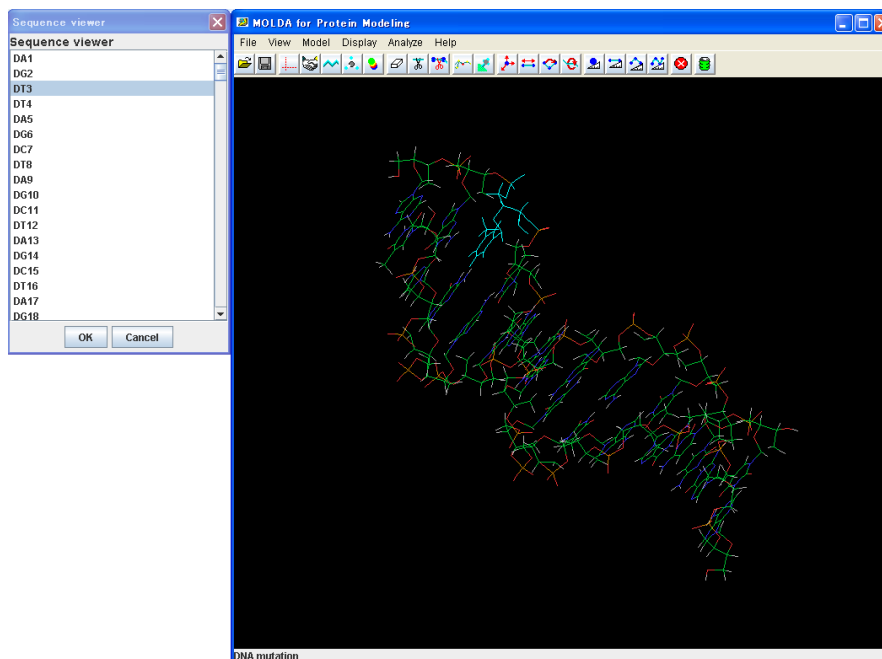 Sequence viewer
Sequence viewer
DA1
DG2
DT3
DT4
DA5
DG6
DC7
DT8
DA9
DG10
DC11
DT12
DA13
DG14
DC15
DT16
DA17
DG18
OK Cancel
MOLDA for Protein Modeling
File View Model Display Analyze Help
DNA mutation